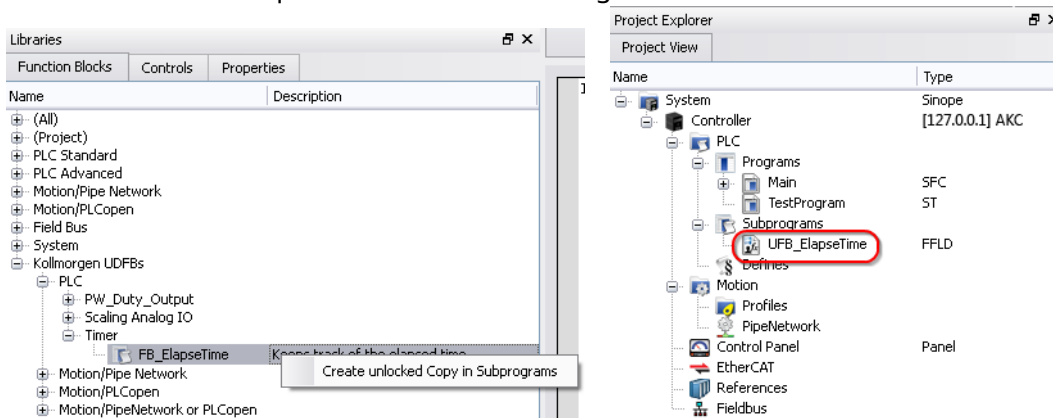 Libraries
Function Blocks Controls Properties
Name Description
(All)
(Project)
PLC Standard
PLC Advanced
Motion/Pipe Network
Motion/PLCopen
Field Bus
System
Kollmorgen UDFBs
PLC
PW_Duty_Output
Scaling Analog IO
Timer
FB_ElapseTime Keeps track of the elapsed time
Create unlocked Copy in Subprograms
Motion/Pipe Network
Motion/PLCopen
Motion/PipeNetwork or PLCopen
Project Explorer
Project View
Name Type
System Sinope
Controller [127.0.0.1] AKC
PLC
Programs
Main SFC
TestProgram ST
Subprograms
UFB_ElapseTime FFLD
Defines
Motion
Profiles
PipeNetwork
Control Panel Panel
EtherCAT
References
Fieldbus